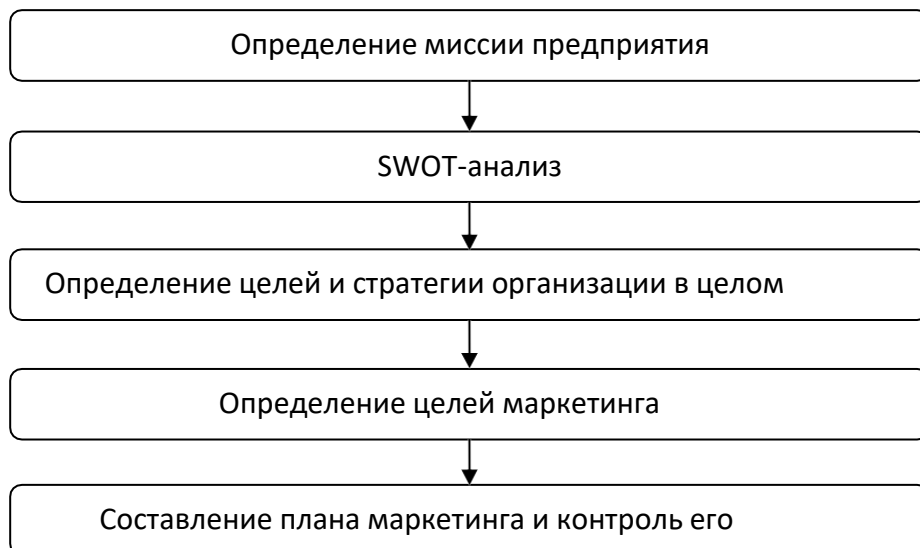 Определение миссии предприятия
SWOT-анализ
Определение целей и стратегии организации в целом
Определение целей маркетинга
Составление плана маркетинга и контроль его